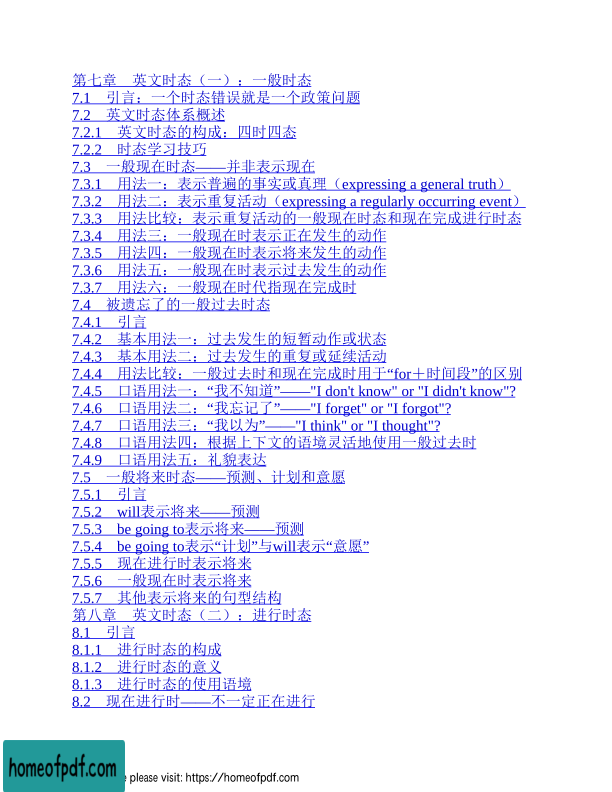 第七章　英文时态（一）：一般时态
7.1　引言：一个时态错误就是一个政策问题
7.2　英文时态体系概述
7.2.1　英文时态的构成：四时四态
7.2.2　时态学习技巧
7.3　一般现在时态——并非表示现在
7.3.1　用法一：表示普遍的事实或真理（expressing a general truth）
7.3.2　用法二：表示重复活动（expressing a regularly occurring event）
7.3.3　用法比较：表示重复活动的一般现在时态和现在完成进行时态
7.3.4　用法三：一般现在时表示正在发生的动作
7.3.5　用法四：一般现在时表示将来发生的动作
7.3.6　用法五：一般现在时表示过去发生的动作
7.3.7　用法六：一般现在时代指现在完成时
7.4　被遗忘了的一般过去时态
7.4.1　引言
7.4.2　基本用法一：过去发生的短暂动作或状态
7.4.3　基本用法二：过去发生的重复或延续活动
7.4.4　用法比较：一般过去时和现在完成时用于“for＋时间段”的区别
7.4.5　口语用法一：“我不知道”——"I don't know" or "I didn't know"?
7.4.6　口语用法二：“我忘记了”——"I forget" or "I forgot"?
7.4.7　口语用法三：“我以为”——"I think" or "I thought"?
7.4.8　口语用法四：根据上下文的语境灵活地使用一般过去时
7.4.9　口语用法五：礼貌表达
7.5　一般将来时态——预测、计划和意愿
7.5.1　引言
7.5.2　will表示将来——预测
7.5.3　be going to表示将来——预测
7.5.4　be going to表示“计划”与will表示“意愿”
7.5.5　现在进行时表示将来
7.5.6　一般现在时表示将来
7.5.7　其他表示将来的句型结构
第八章　英文时态（二）：进行时态
8.1　引言
8.1.1　进行时态的构成
8.1.2　进行时态的意义
8.1.3　进行时态的使用语境
8.2　现在进行时——不一定正在进行
homeofpdf.com
e please visit: https://homeofpdf.com